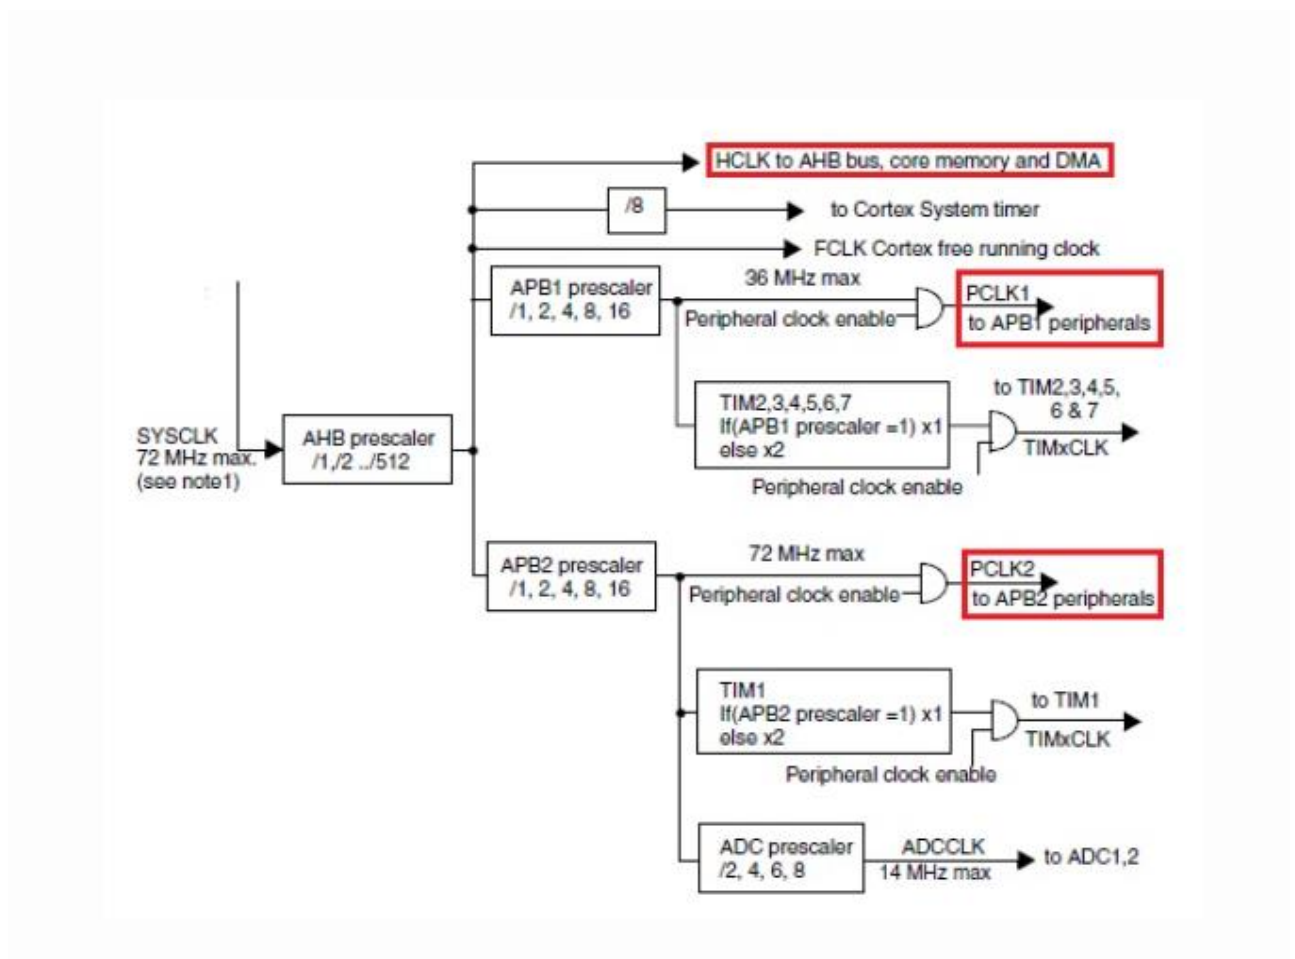 HCLK to AHB bus, core memory and DMA
/8
to Cortex System timer
FCLK Cortex free running clock
APB1 prescaler
/1, 2, 4, 8, 16
36 MHz max
Peripheral clock enable
PCLK1
to APB1 peripherals
TIM2,3,4,5,6,7
If(APB1 prescaler =1) x1
else x2
to TIM2,3,4,5,
6 & 7
TIMxCLK
Peripheral clock enable
SYSCLK
72 MHz max.
(see note1)
AHB prescaler
/1,/2 ../512
APB2 prescaler
/1, 2, 4, 8, 16
72 MHz max
Peripheral clock enable
PCLK2
to APB2 peripherals
TIM1
If(APB2 prescaler =1) x1
else x2
to TIM1
TIMxCLK
Peripheral clock enable
ADC prescaler
/2, 4, 6, 8
ADCCLK
14 MHz max
to ADC1,2